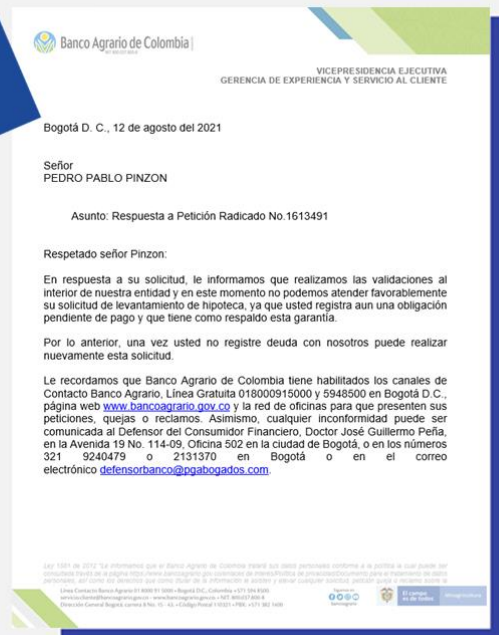 Banco Agrario de Colombia
VICEPRESIDENCIA EJECUTIVA
GERENCIA DE EXPERIENCIA Y SERVICIO AL CLIENTE
Bogotá D. C., 12 de agosto del 2021
Señor
PEDRO PABLO PINZON
Asunto: Respuesta a Petición Radicado No.1613491
Respetado señor Pinzon:
En respuesta a su solicitud, le informamos que realizamos las validaciones al
interior de nuestra entidad y en este momento no podemos atender favorablemente
su solicitud de levantamiento de hipoteca, ya que usted registra aun una obligación
pendiente de pago y que tiene como respaldo esta garantía.
Por lo anterior, una vez usted no registre deuda con nosotros puede realizar
nuevamente esta solicitud.
Le recordamos que Banco Agrario de Colombia tiene habilitados los canales de
Contacto Banco Agrario, Línea Gratuita 018000915000 y 5948500 en Bogotá D.C.,
página web www.bancoagrario.gov.co y la red de oficinas para que presenten sus
peticiones, quejas o reclamos. Asimismo, cualquier inconformidad puede ser
comunicada al Defensor del Consumidor Financiero, Doctor José Guillermo Peña,
en la Avenida 19 No. 114-09, Oficina 502 en la ciudad de Bogotá, o en los números
321 9240479 o 2131370 en Bogotá o en el correo
electrónico defensorbanco@pgabogados.com.